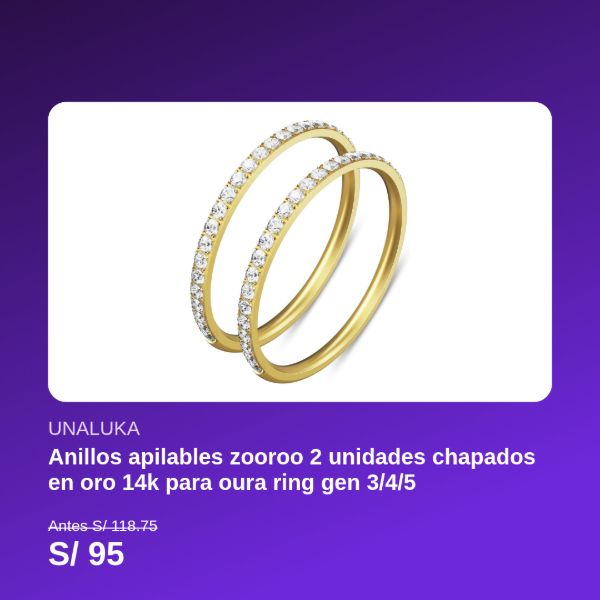 UNALUKA
Anillos apilables zooroo 2 unidades chapados
en oro 14k para oura ring gen 3/4/5
Antes S/ 118.75
S/ 95